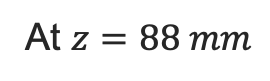 At z = 88 mm